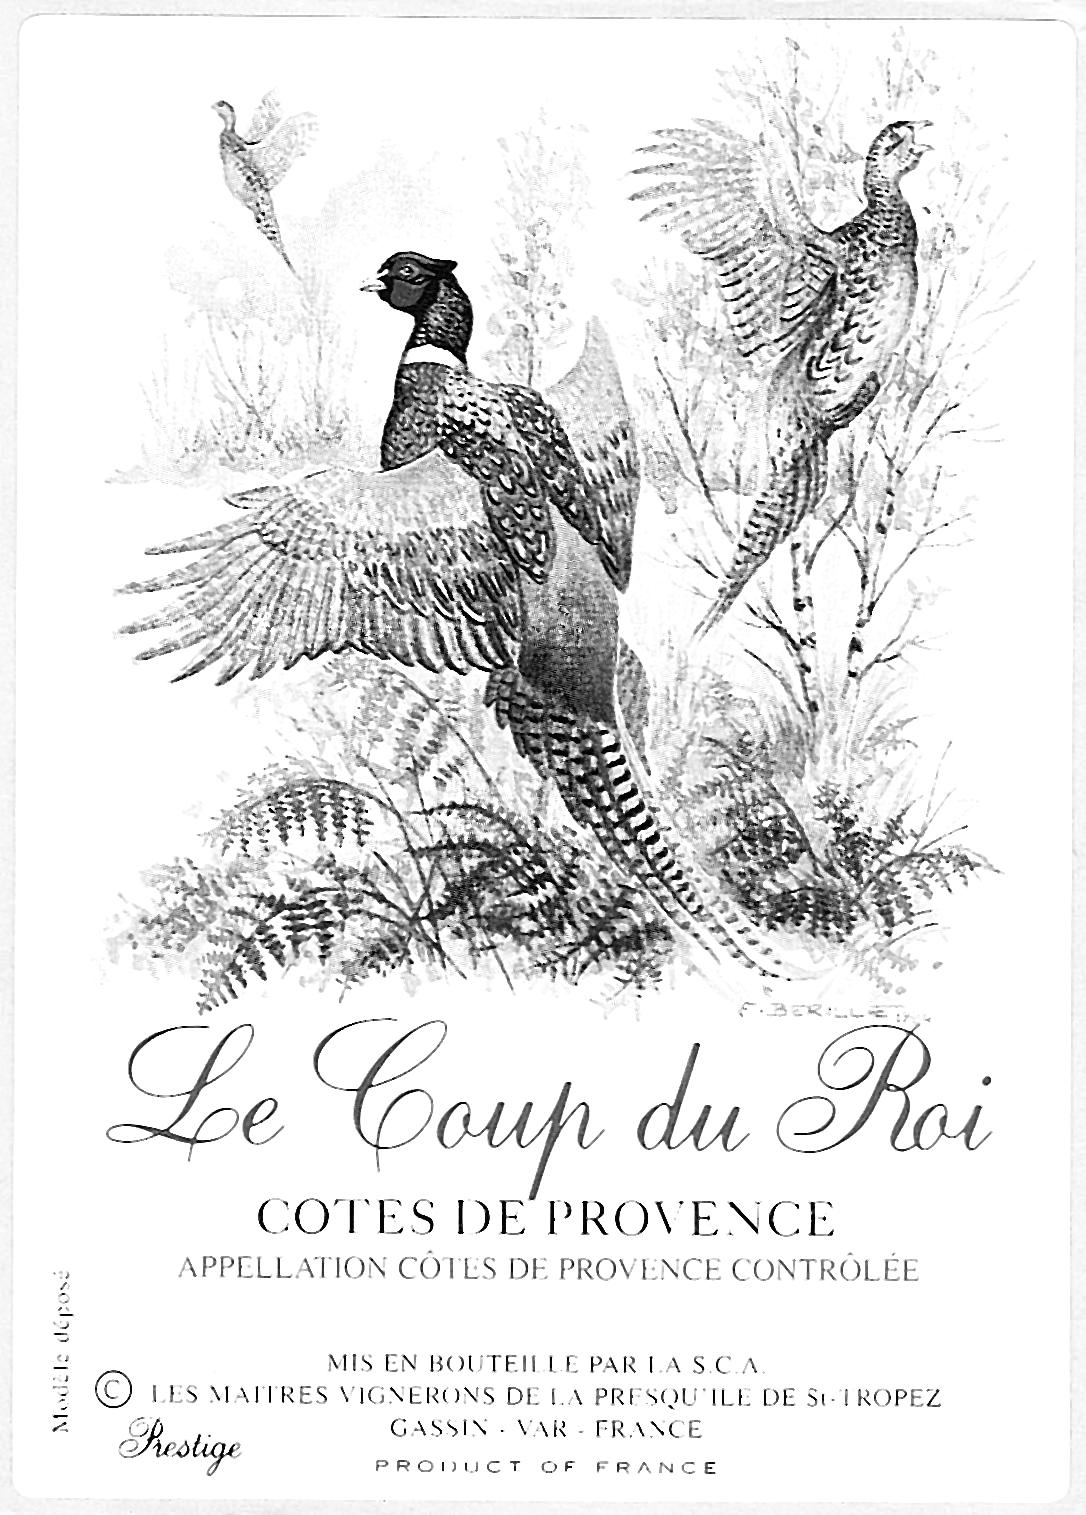 F. BERILLE
Le Coup du Roi
COTES DE PROVENCE
APPELLATION CÔTES DE PROVENCE CONTRÔLÉE
Modèle déposé
MIS EN BOUTEILLE PAR LA S.C.A.
© LES MAITRES VIGNERONS DE LA PRESQU'ILE DE St-TROPEZ
GASSIN - VAR - FRANCE
Prestige
PRODUCT OF FRANCE